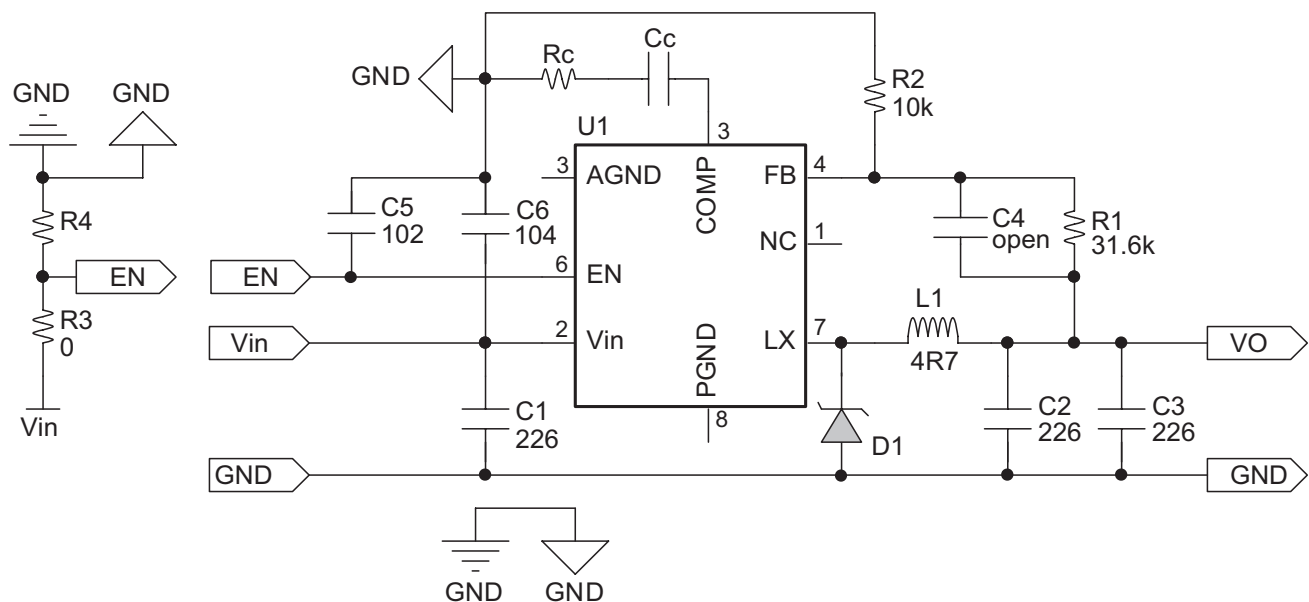 GND
GND
R4
EN
R3
0
Vin
GND
Rc
Cc
R2
10k
U1
3
3
AGND
COMP
FB
4
C5
102
C6
104
C4
open
R1
31.6k
NC
1
EN
6
EN
L1
4R7
Vin
2
Vin
LX
7
VO
PGND
8
C1
226
D1
C2
226
C3
226
GND
GND
GND
GND